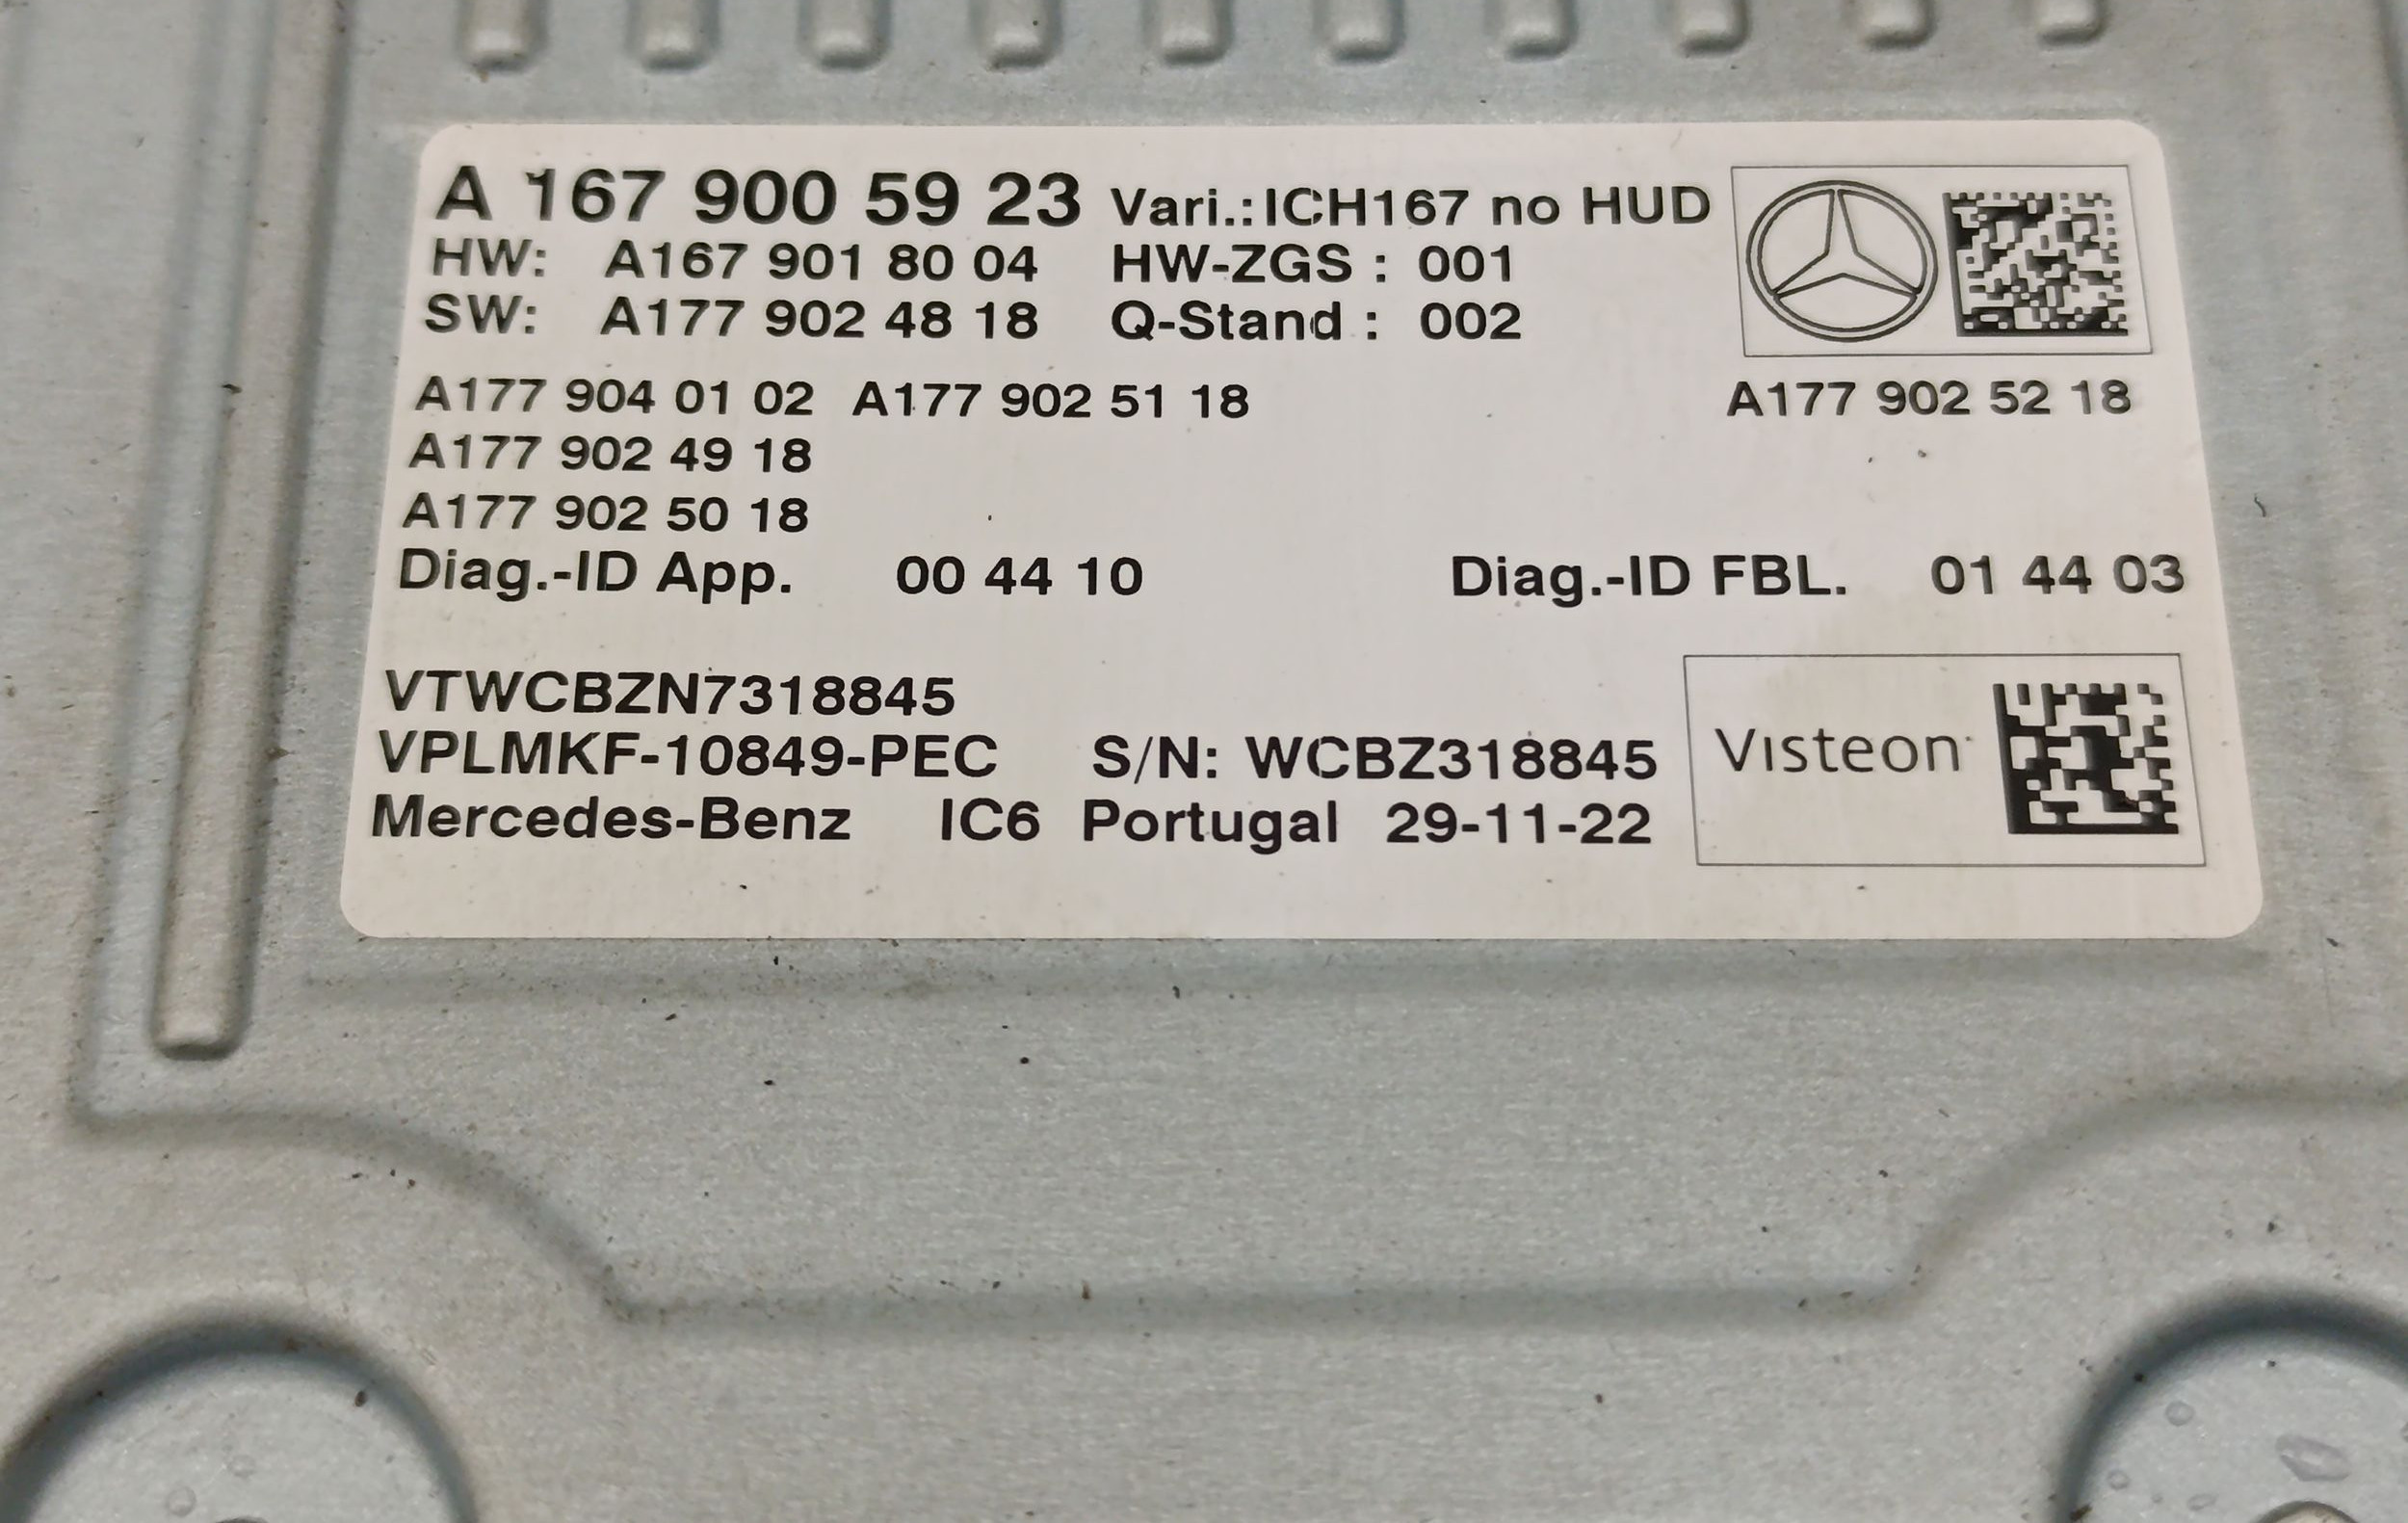 A 167 900 59 23 Vari.:ICH167 no HUD
HW: A167 901 80 04 HW-ZGS : 001
SW: A177 902 48 18 Q-Stand : 002
A177 904 01 02 A177 902 51 18 A177 902 52 18
A177 902 49 18
A177 902 50 18
Diag.-ID App. 00 44 10 Diag.-ID FBL. 01 44 03
VTWCBZN7318845
VPLMKF-10849-PEC S/N: WCBZ318845 Visteon
Mercedes-Benz IC6 Portugal 29-11-22